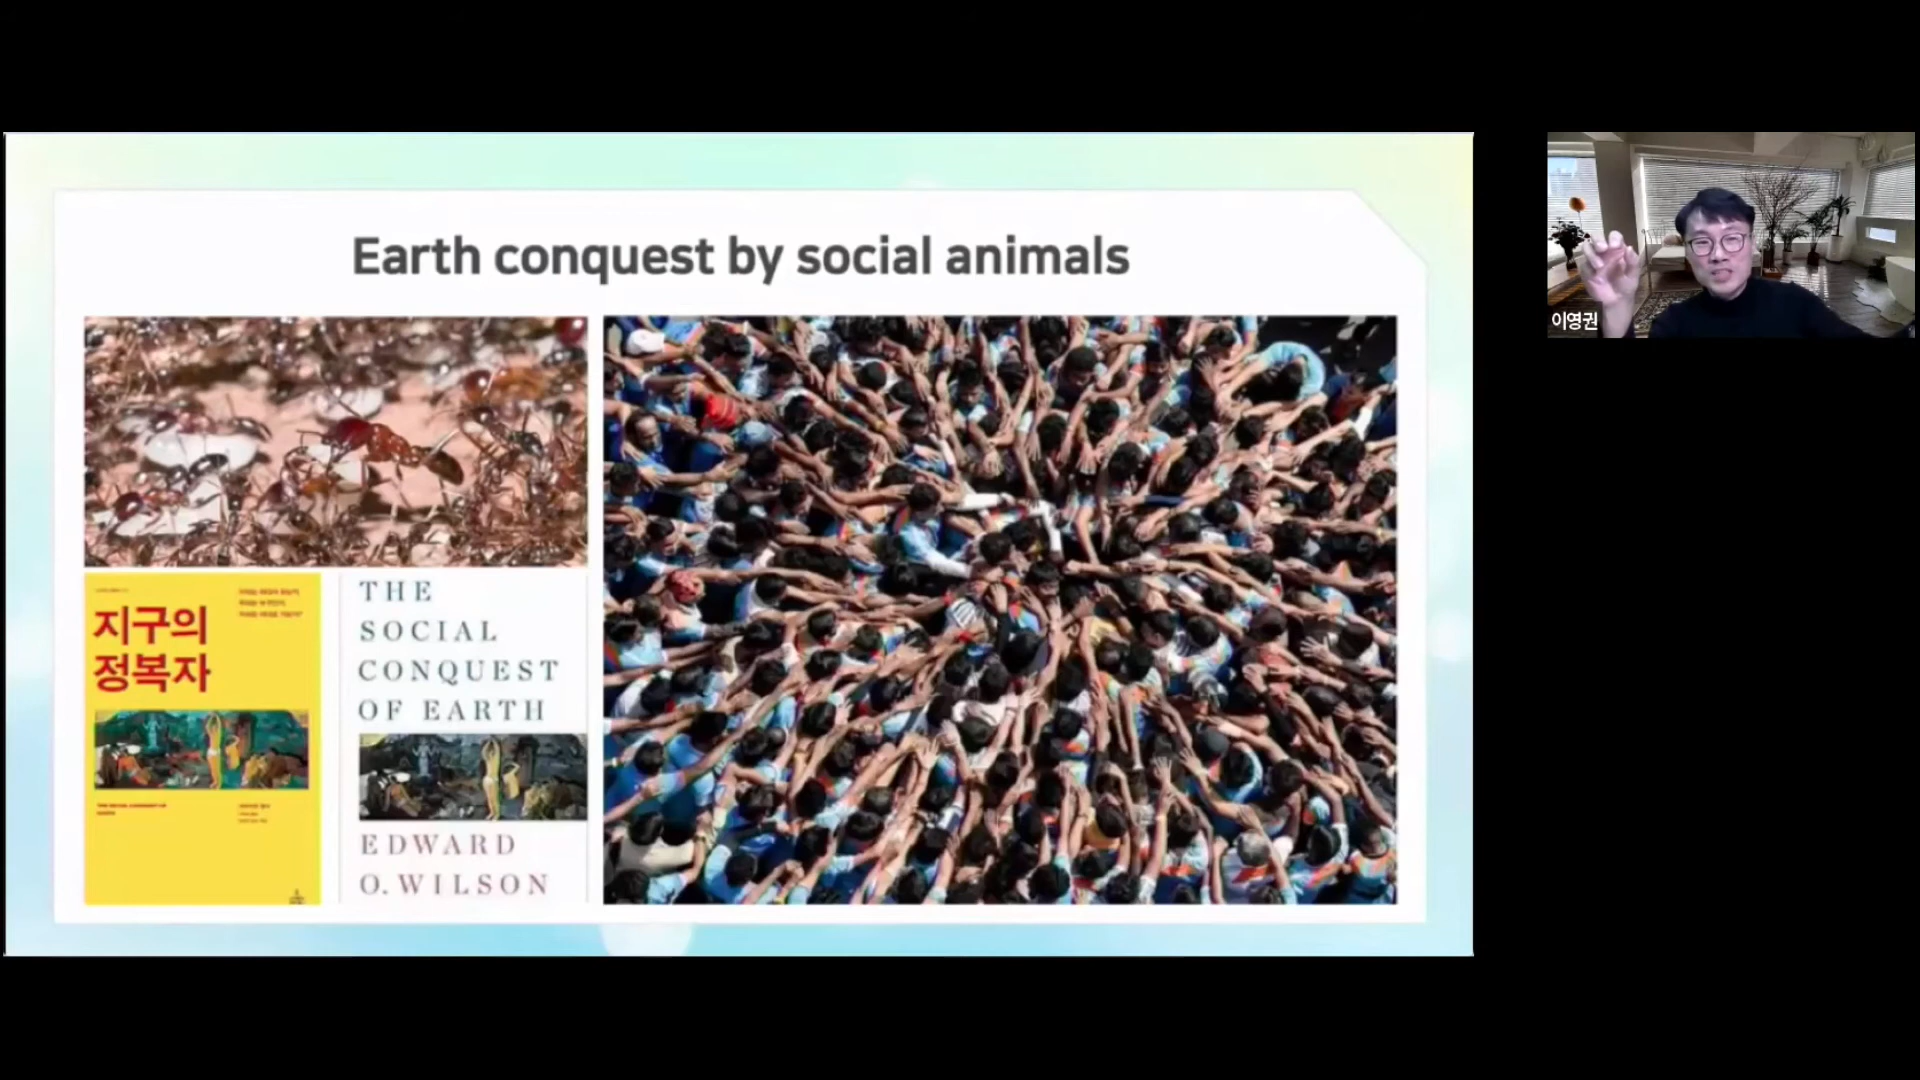 Earth conquest by social animals
이영권
지구의
정복자
THE
SOCIAL
CONQUEST
OF EARTH
EDWARD
O. WILSON